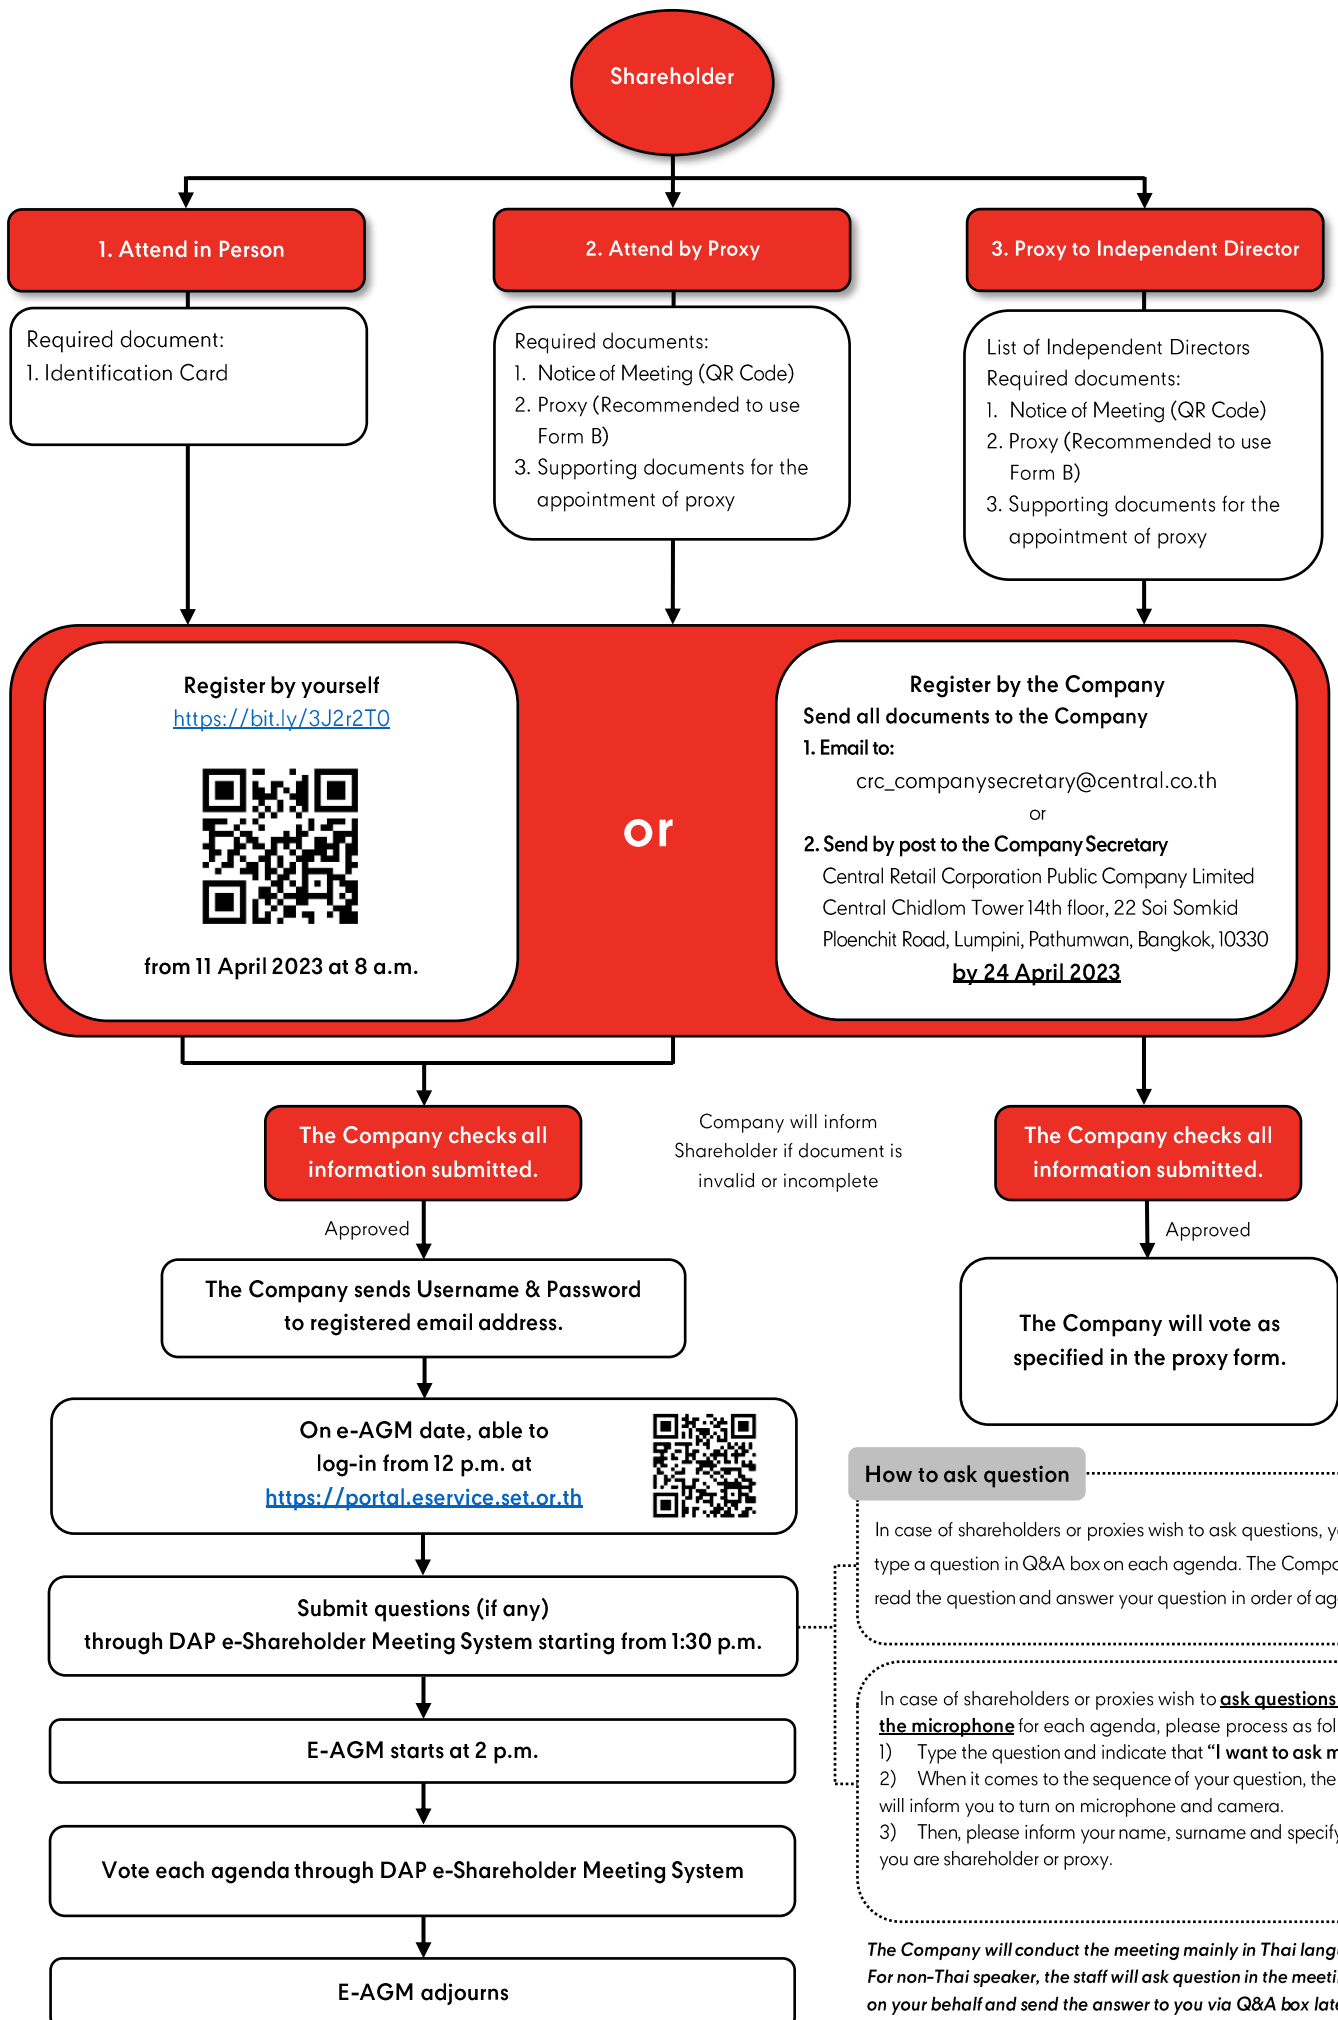 Shareholder
1. Attend in Person
Required document:
1. Identification Card
2. Attend by Proxy
Required documents:
1. Notice of Meeting (QR Code)
2. Proxy (Recommended to use
Form B)
3. Supporting documents for the
appointment of proxy
3. Proxy to Independent Director
List of Independent Directors
Required documents:
1. Notice of Meeting (QR Code)
2. Proxy (Recommended to use
Form B)
3. Supporting documents for the
appointment of proxy
Register by yourself
https://bit.ly/3J2r2T0
from 11 April 2023 at 8 a.m.
or
Register by the Company
Send all documents to the Company
1. Email to:
crc_companysecretary@central.co.th
or
2. Send by post to the Company Secretary
Central Retail Corporation Public Company Limited
Central Chidlom Tower 14th floor, 22 Soi Somkid
Ploenchit Road, Lumpini, Pathumwan, Bangkok, 10330
by 24 April 2023
The Company checks all
information submitted.
Company will inform
Shareholder if document is
invalid or incomplete
The Company checks all
information submitted.
Approved
Approved
The Company sends Username & Password
to registered email address.
The Company will vote as
specified in the proxy form.
On e-AGM date, able to
log-in from 12 p.m. at
https://portal.eservice.set.or.th
Submit questions (if any)
through DAP e-Shareholder Meeting System starting from 1:30 p.m.
E-AGM starts at 2 p.m.
Vote each agenda through DAP e-Shareholder Meeting System
E-AGM adjourns
How to ask question
In case of shareholders or proxies wish to ask questions,
type a question in Q&A box on each agenda. The
read the question and answer your question in order of
In case of shareholders or proxies wish to ask questions
the microphone for each agenda, please process as
1) Type the question and indicate that “I want to ask
2) When it comes to the sequence of your question, the
will inform you to turn on microphone and camera.
3) Then, please inform your name, surname and specify
you are shareholder or proxy.
The Company will conduct the meeting mainly in Thai
For non-Thai speaker, the staff will ask question in the
on your behalf and send the answer to you via Q&A box